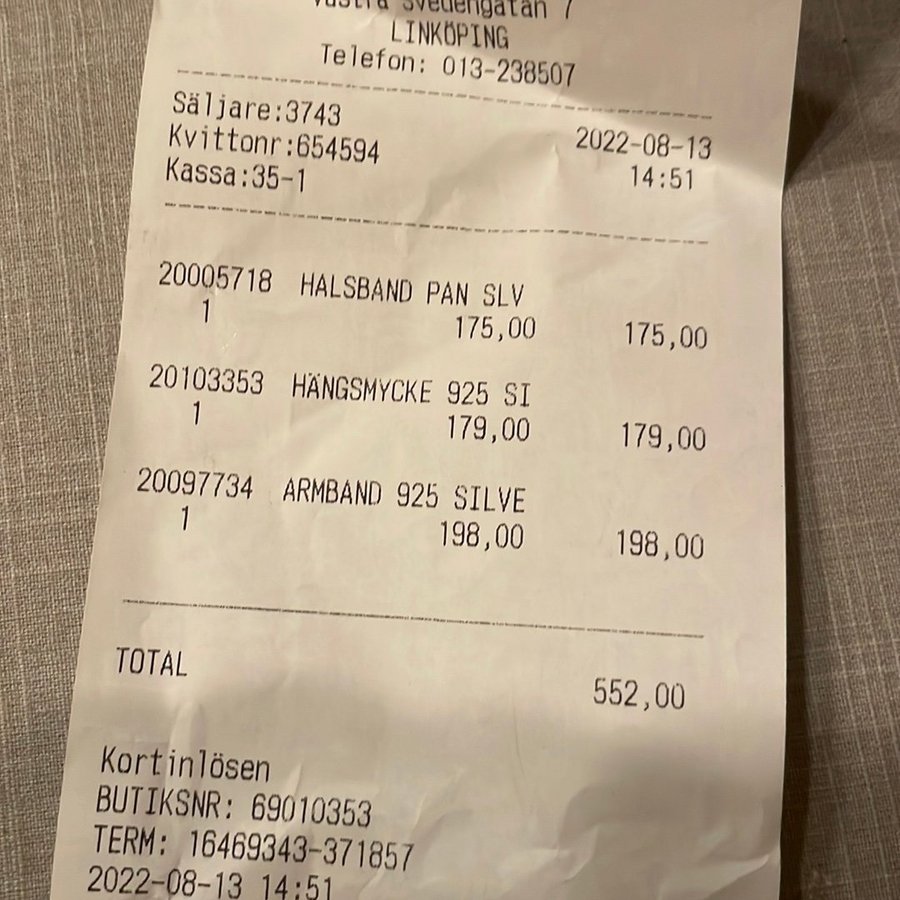 Västra Svedengatan 7
LINKÖPING
Telefon: 013-238507
Säljare:3743
Kvittonr:654594 2022-08-13
Kassa:35-1 14:51
20005718 HALSBAND PAN SLV
1 175,00 175,00
20103353 HÄNGSMYCKE 925 SI
1 179,00 179,00
20097734 ARMBAND 925 SILVE
1 198,00 198,00
TOTAL 552,00
Kortinlösen
BUTIKSNR: 69010353
TERM: 16469343-371857
2022-08-13 14:51